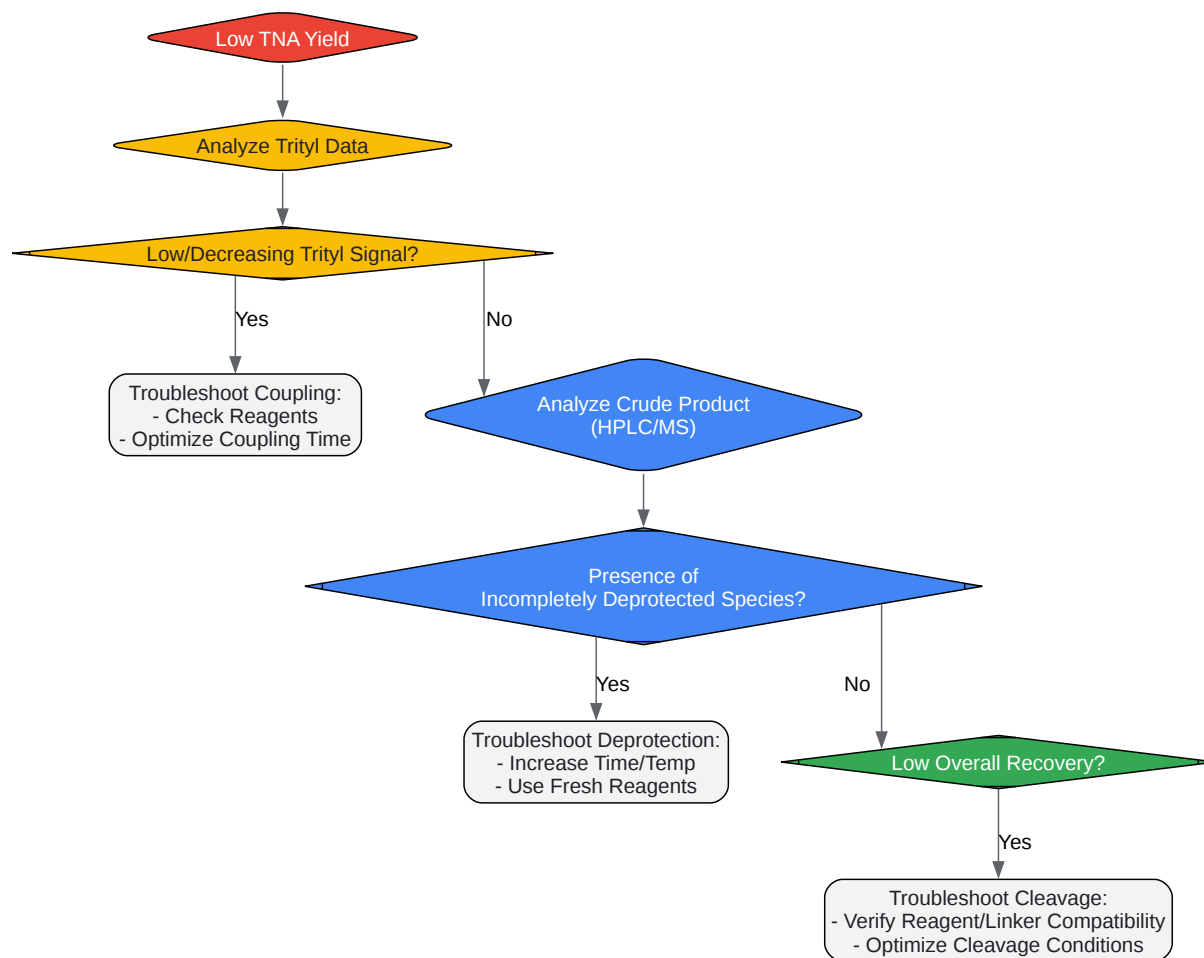 Low TNA Yield
Analyze Trityl Data
Low/Decreasing Trityl Signal?
Yes
No
Troubleshoot Coupling:
- Check Reagents
- Optimize Coupling Time
Analyze Crude Product
(HPLC/MS)
Presence of
Incompletely Deprotected Species?
Yes
No
Troubleshoot Deprotection:
- Increase Time/Temp
- Use Fresh Reagents
Low Overall Recovery?
Yes
Troubleshoot Cleavage:
- Verify Reagent/Linker Compatibility
- Optimize Cleavage Conditions